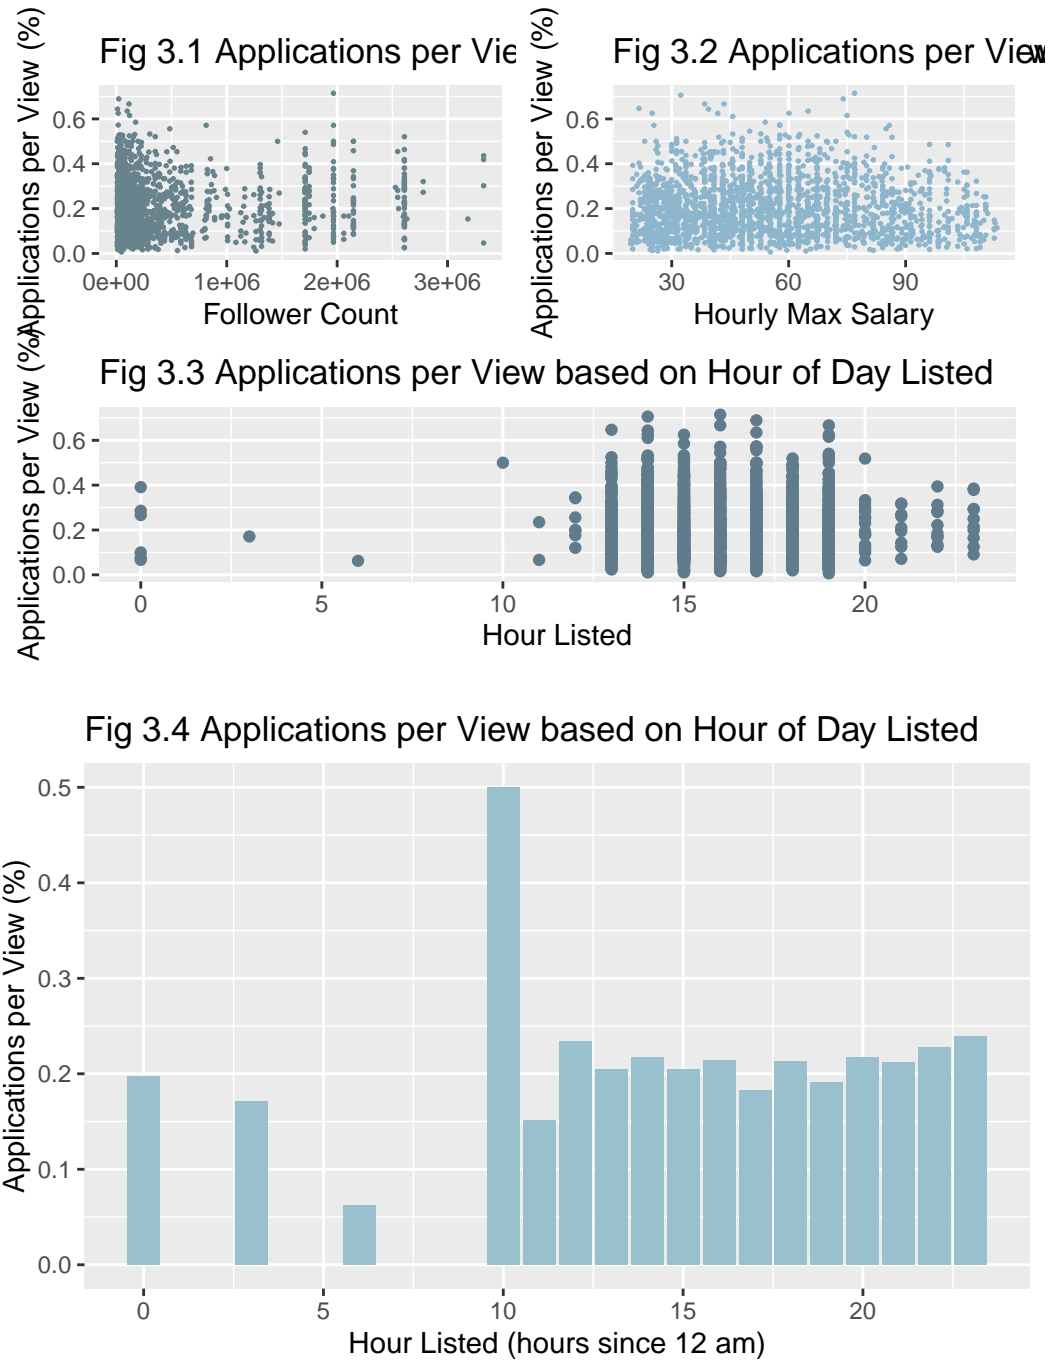 Fig 3.1 Applications per Vie
Applications per View (%)
0.6
0.4
0.2
0.0
0e+00 1e+06 2e+06 3e+06
Follower Count
Fig 3.2 Applications per View
Applications per View (%)
0.6
0.4
0.2
0.0
30 60 90
Hourly Max Salary
Fig 3.3 Applications per View based on Hour of Day Listed
Applications per View (%)
0.6
0.4
0.2
0.0
0 5 10 15 20
Hour Listed
Fig 3.4 Applications per View based on Hour of Day Listed
Applications per View (%)
0.5
0.4
0.3
0.2
0.1
0.0
0 5 10 15 20
Hour Listed (hours since 12 am)